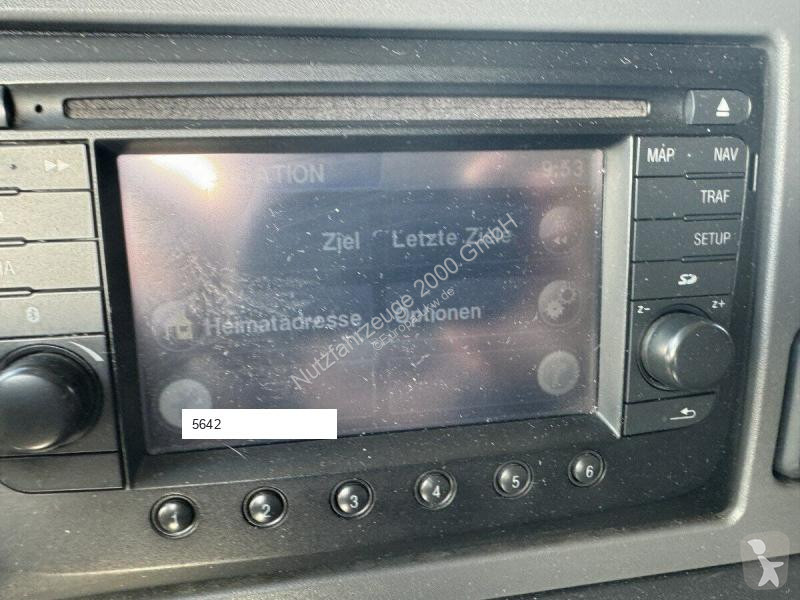 MAP NAV
9:53
TRAF
Ziel Letzte Ziele
SETUP
Heimatadresse Optionen
z- z+
Nutzfahrzeuge 2000 GmbH
5642
1 2 3 4 5 6